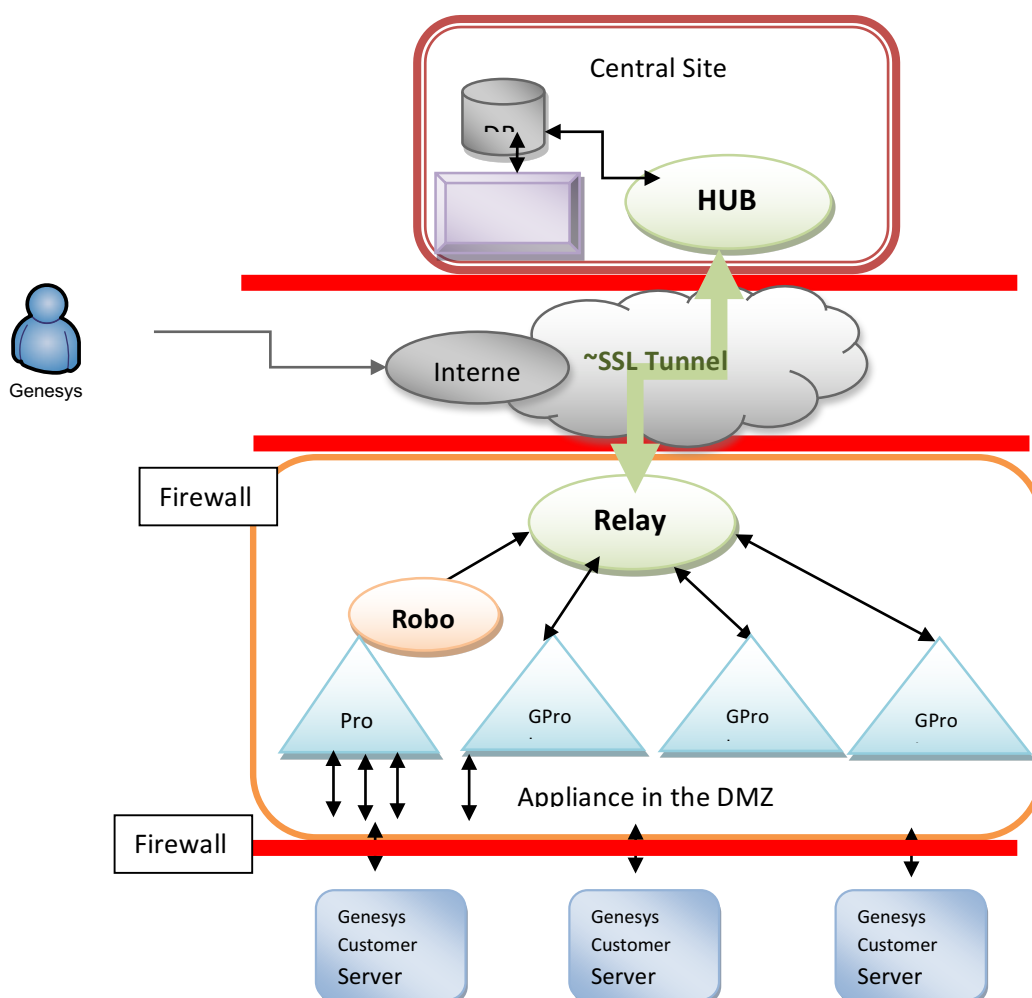 Central Site
HUB
Genesys
Interne
~SSL Tunnel
Firewall
Relay
Robo
Pro
GPro
GPro
GPro
Appliance in the DMZ
Firewall
Genesys
Customer
Server
Genesys
Customer
Server
Genesys
Customer
Server